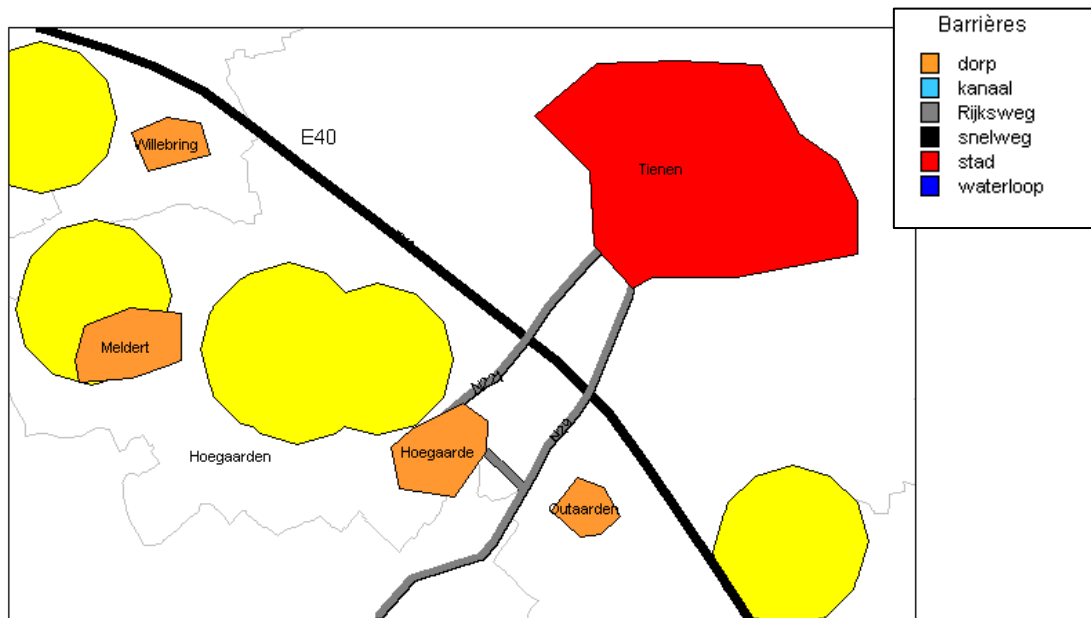 Barrières
dorp
kanaal
Rijksweg
snelweg
stad
waterloop
Willebring
E40
Tienen
Meldert
N221
Hoegaarde
N29
Hoegaarden
Outaarden